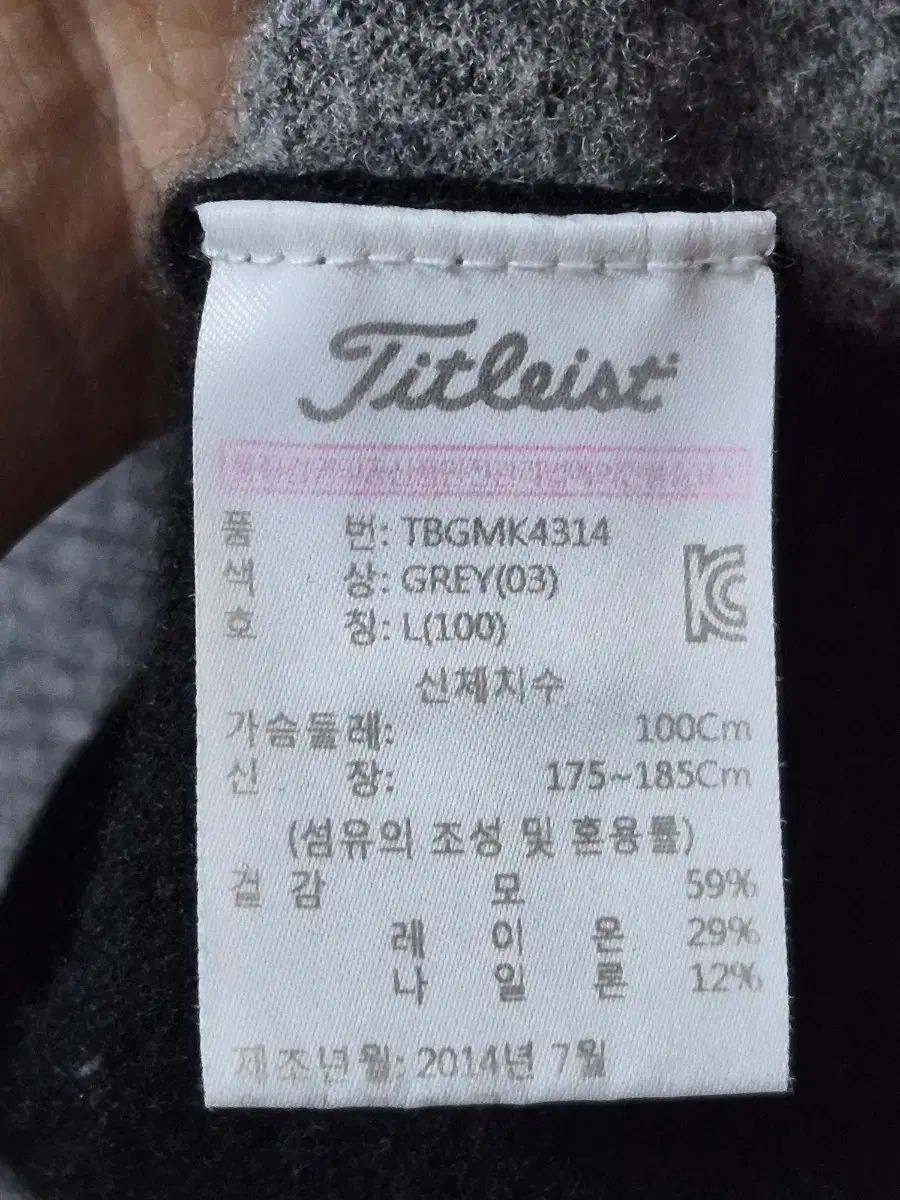 Titleist
품 번: TBGMK4314
색 상: GREY(03)
호 칭: L(100)
신체치수
가슴둘레: 100Cm
신 장: 175~185Cm
(섬유의 조성 및 혼용률)
겉 감 모 59%
레 이 온 29%
나 일 론 12%
제조년월: 2014년 7월